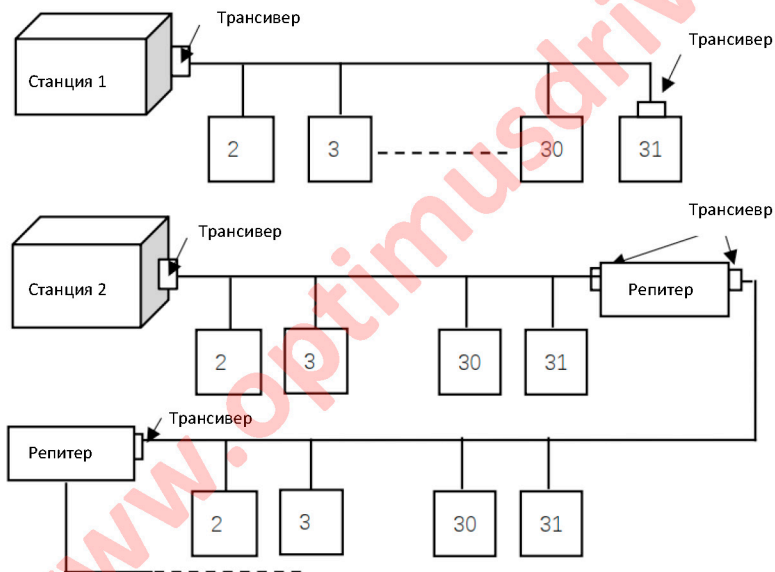 Трансивер
Трансивер
Станция 1
2
3
30
31
Трансиевр
Трансивер
Станция 2
Репитер
2
3
30
31
Трансивер
Репитер
2
3
30
31
www.optimusdriv